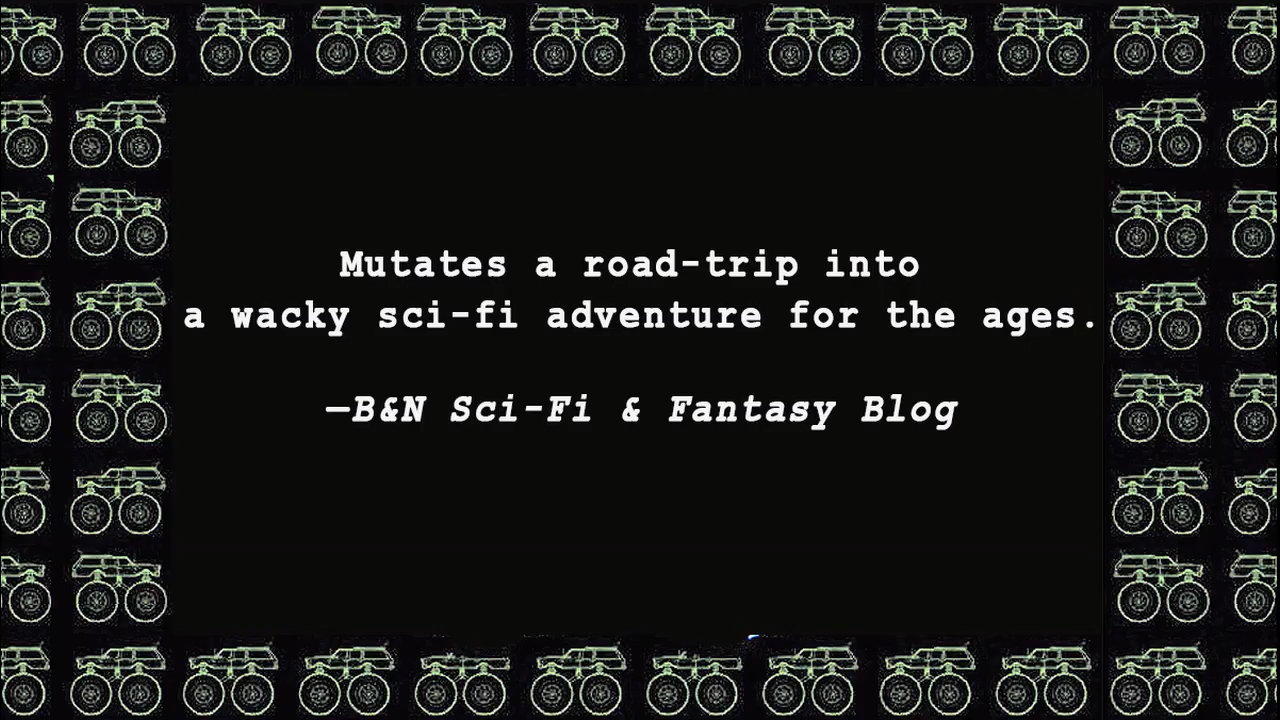 Mutates a road-trip into
a wacky sci-fi adventure for the ages.
—B&N Sci-Fi & Fantasy Blog